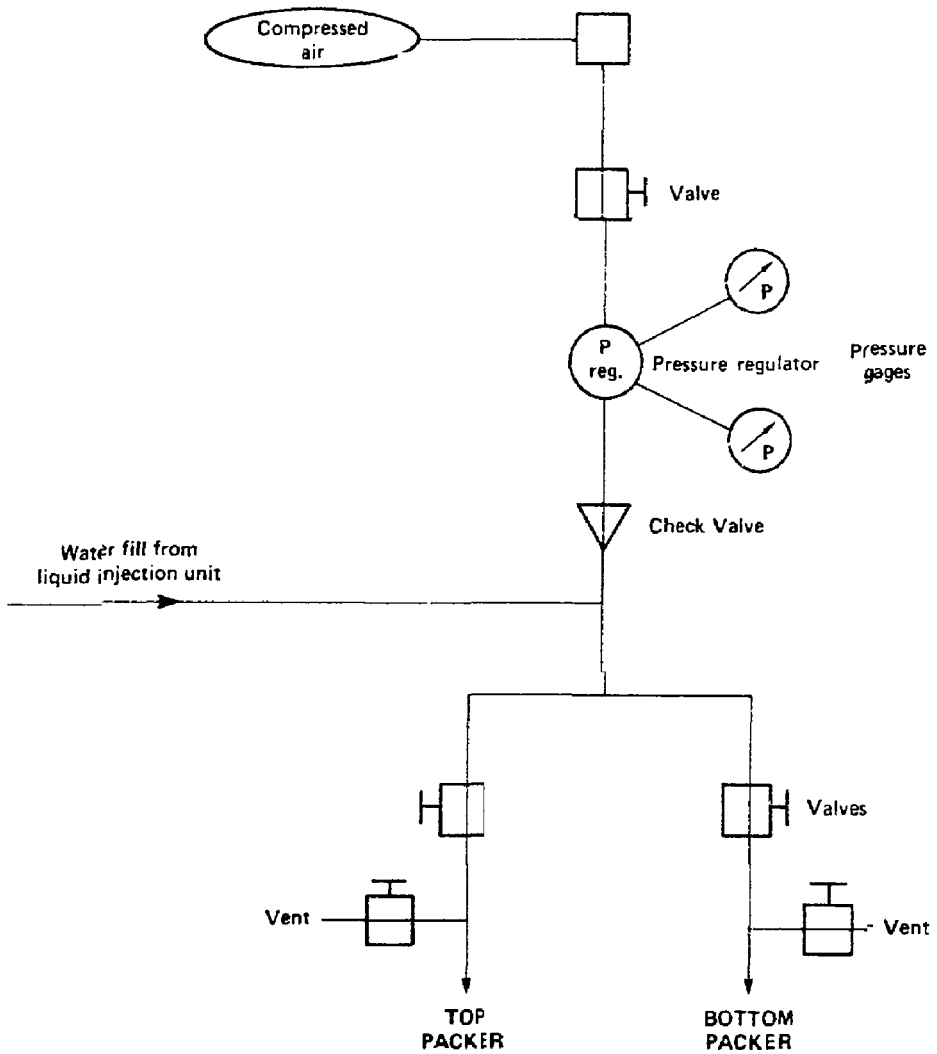 Compressed
air
Valve
P
P
reg.
Pressure regulator
Pressure
gages
P
Check Valve
Water fill from
liquid injection unit
Valves
Vent
Vent
TOP
PACKER
BOTTOM
PACKER